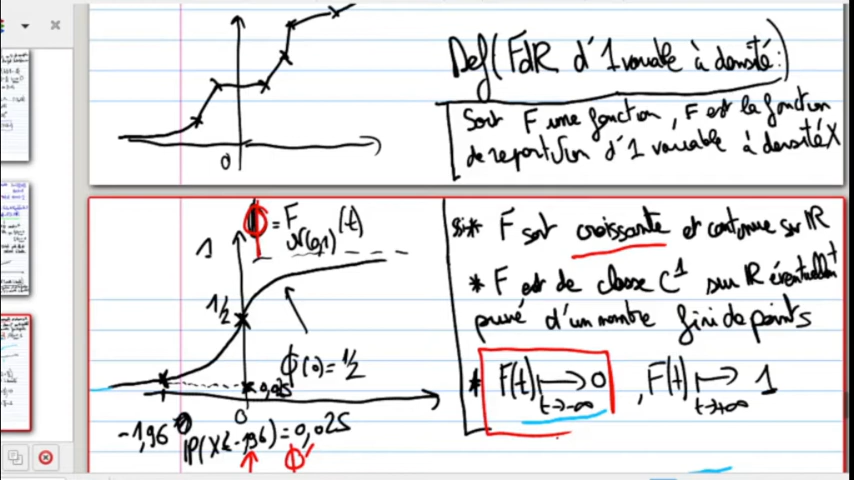 Def (FdR d'1 variable à densité:)
Soit F une fonction, F est la fonction
de repartition d'1 variable à densité X
0
Φ = F N(0,1) (t)
1
1/2
Φ(0) = 1/2
0,025
0
-1,96
P(X ≤ -1,96) = 0,025
Φ
si * F soit croissante et continue sur ℝ
* F est de classe C¹ sur ℝ éventuellement
privé d'un nombre fini de points
* F(t) ⟼ 0 , F(t) ⟼ 1
t→-∞ t→+∞